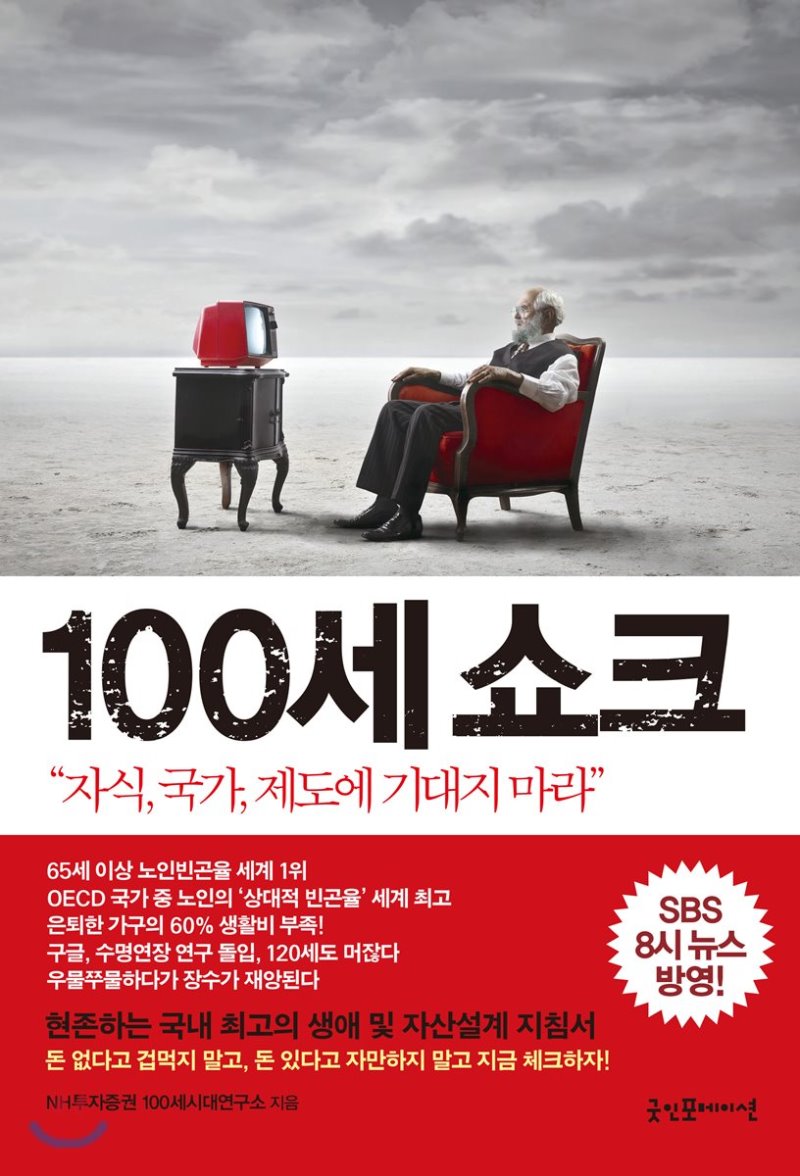 100세 쇼크
“자식, 국가, 제도에 기대지 마라”
65세 이상 노인빈곤율 세계 1위
OECD 국가 중 노인의 ‘상대적 빈곤율’ 세계 최고
은퇴한 가구의 60% 생활비 부족!
구글, 수명연장 연구 돌입, 120세도 머잖다
우물쭈물하다가 장수가 재앙된다
SBS
8시 뉴스
방영!
현존하는 국내 최고의 생애 및 자산설계 지침서
돈 없다고 겁먹지 말고, 돈 있다고 자만하지 말고 지금 체크하자!
NH투자증권 100세시대연구소 지음
굿인포메이션